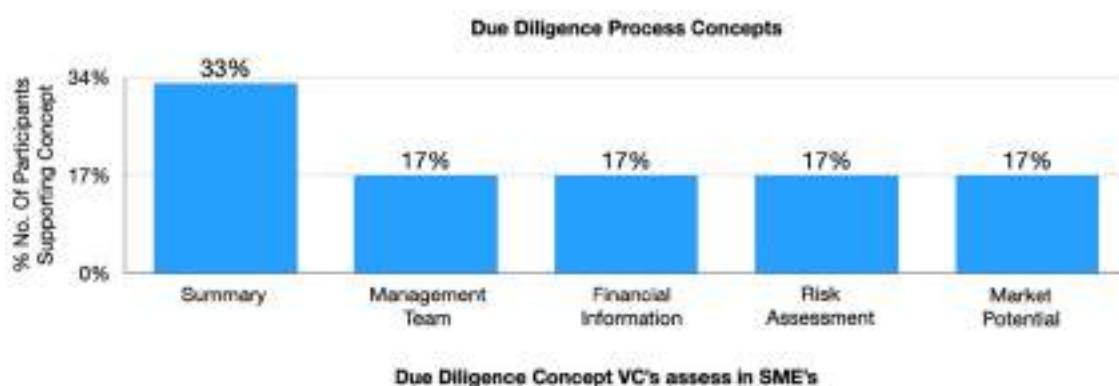 Due Diligence Process Concepts
% No. Of Participants
Supporting Concept
34%
17%
0%
33%
17%
17%
17%
17%
Summary
Management
Team
Financial
Information
Risk
Assessment
Market
Potential
Due Diligence Concept VC's assess in SME's